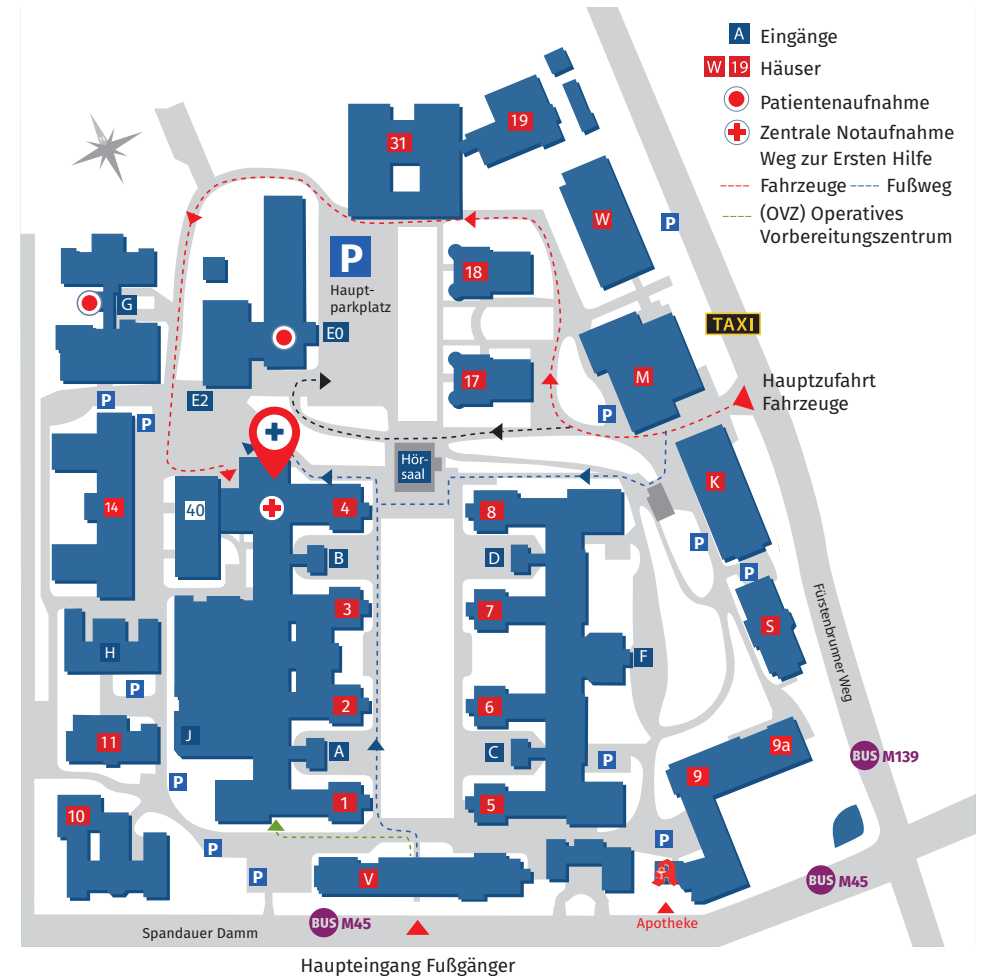 A Eingänge
W 19 Häuser
Patientenaufnahme
Zentrale Notaufnahme
Weg zur Ersten Hilfe
Fahrzeuge Fußweg
(OVZ) Operatives
Vorbereitungszentrum
31
19
W
P
P
Haupt-
parkplatz
18
G
E0
TAXI
17
M
Hauptzufahrt
Fahrzeuge
E2
P
P
P
Hör-
saal
K
14
40
4
8
B
D
P
P
3
7
S
Fürstenbrunner Weg
H
F
P
2
6
J
11
A
C
P
9
9a
BUS M139
P
1
5
10
P
P
P
V
BUS M45
BUS M45
Apotheke
Spandauer Damm
Haupteingang Fußgänger